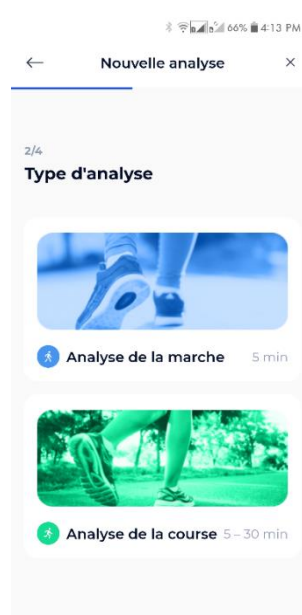 66% 4:13 PM
Nouvelle analyse
2/4
Type d'analyse
Analyse de la marche 5 min
Analyse de la course 5 – 30 min